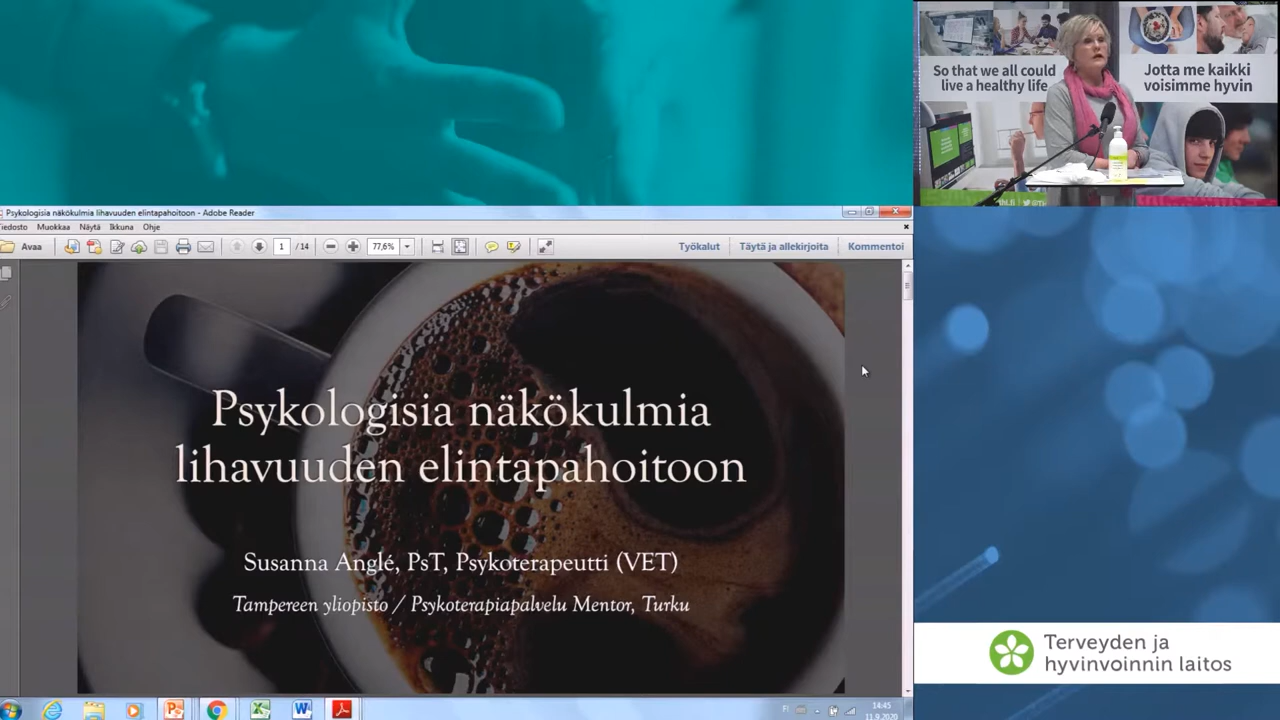 So that we all could
live a healthy life
Jotta me kaikki
voisimme hyvin
Psykologisia näkökulmia lihavuuden elintapahoitoon - Adobe Reader
Muokkaa Näytä Ikkuna Ohje
Avaa 1 / 14 77,6% Työkalut Täytä ja allekirjoita Kommentoi
Psykologisia näkökulmia
lihavuuden elintapahoitoon
Susanna Anglé, PsT, Psykoterapeutti (VET)
Tampereen yliopisto / Psykoterapiapalvelu Mentor, Turku
Terveyden ja
hyvinvoinnin laitos
FI 14:45
11.9.2020